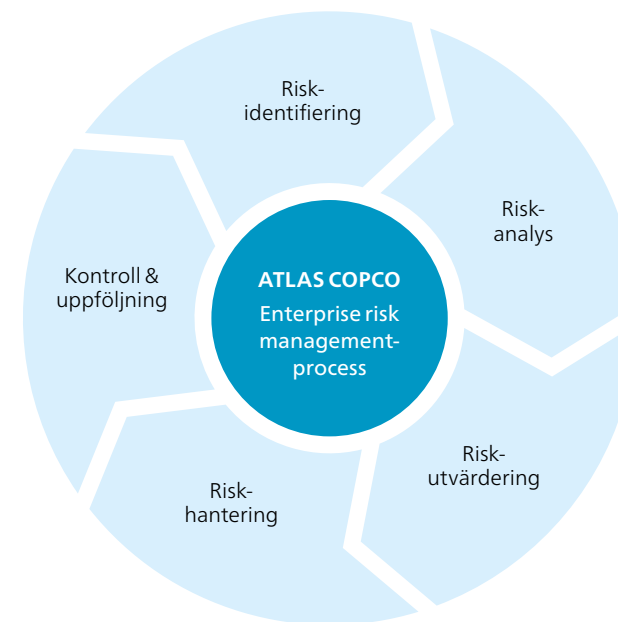 Risk-
identifiering
Risk-
analys
Kontroll &
uppföljning
ATLAS COPCO
Enterprise risk
management-
process
Risk-
utvärdering
Risk-
hantering